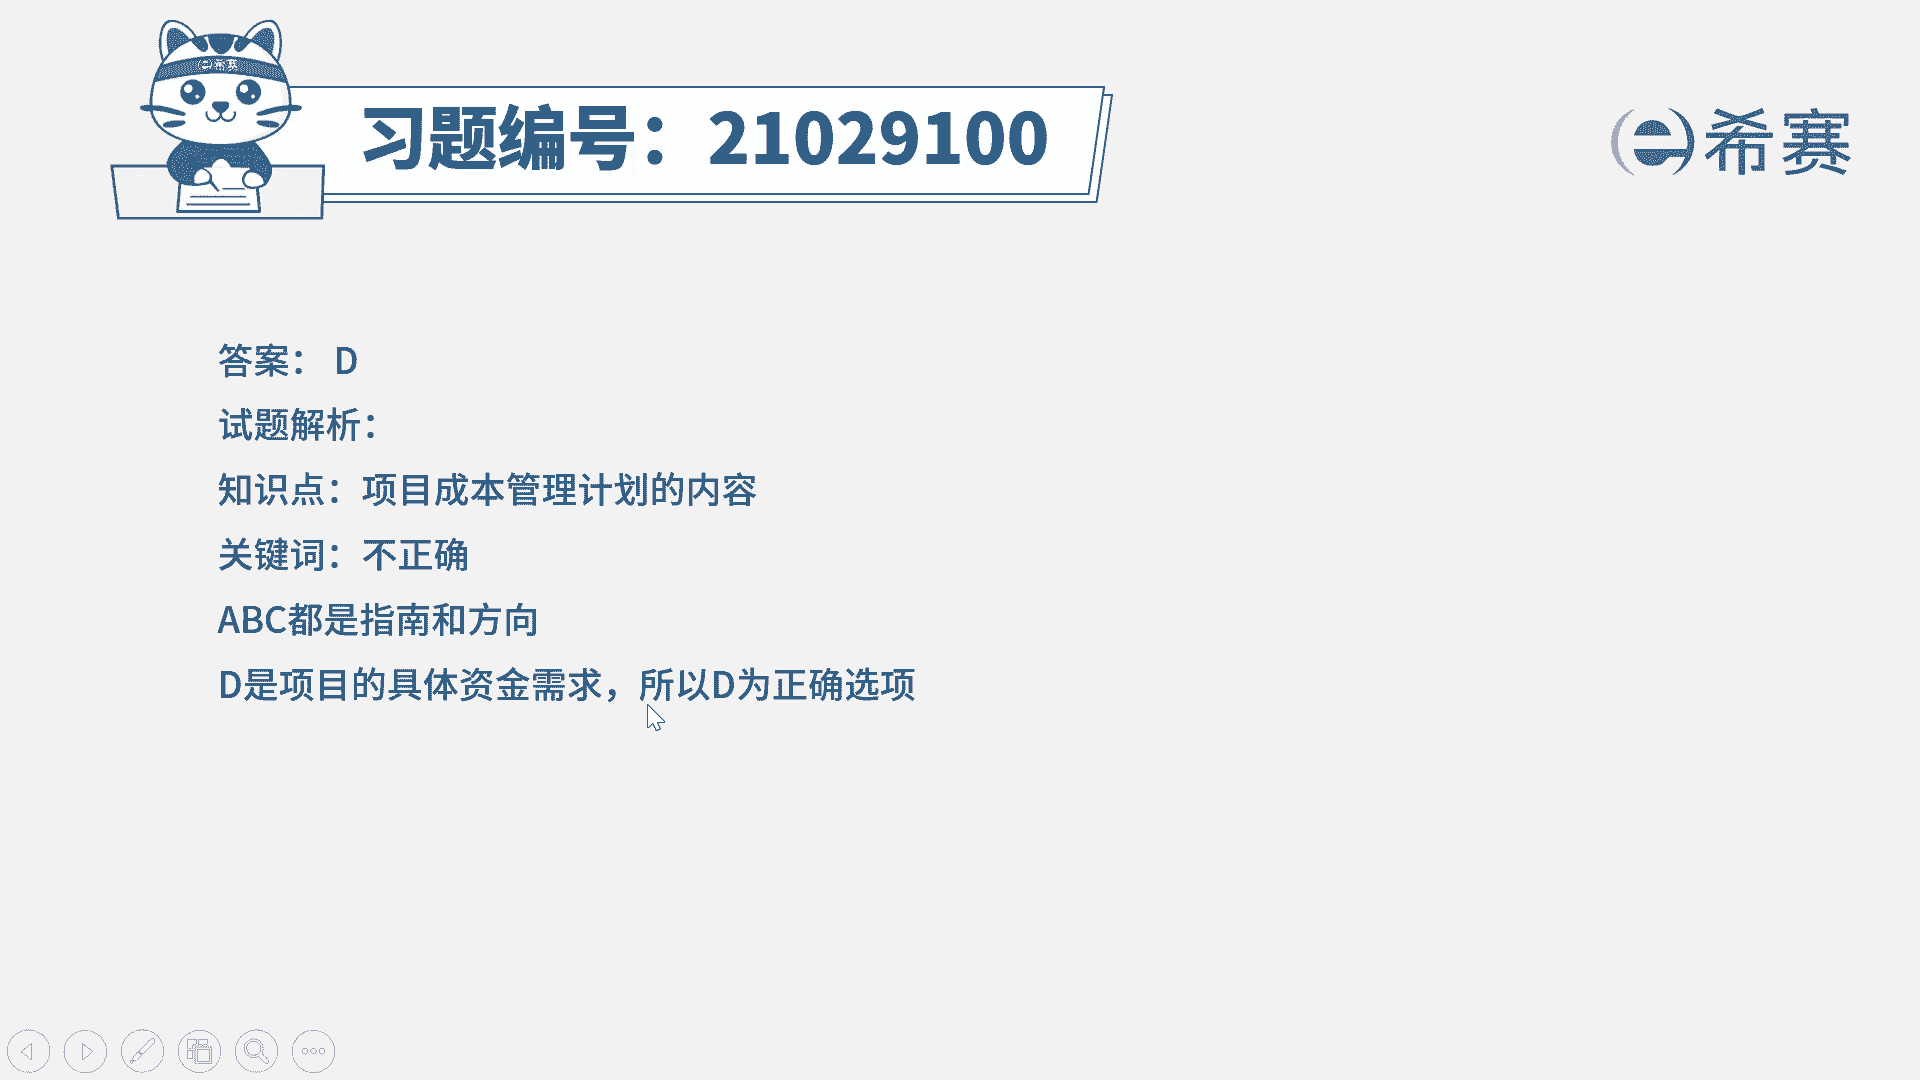 希赛
习题编号：21029100
希赛
答案： D
试题解析：
知识点：项目成本管理计划的内容
关键词：不正确
ABC都是指南和方向
D是项目的具体资金需求，所以D为正确选项